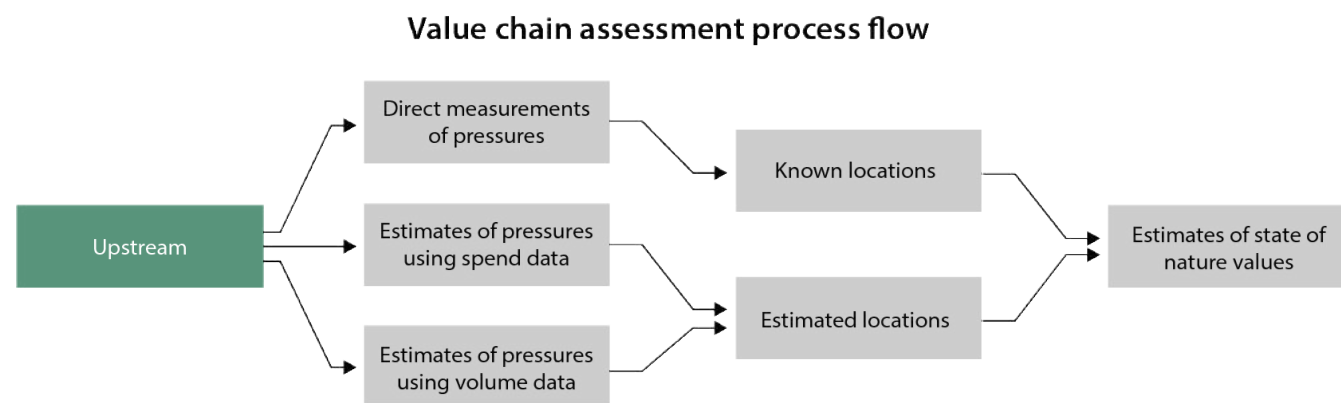 Value chain assessment process flow
Direct measurements
of pressures
Known locations
Upstream
Estimates of pressures
using spend data
Estimates of state of
nature values
Estimated locations
Estimates of pressures
using volume data